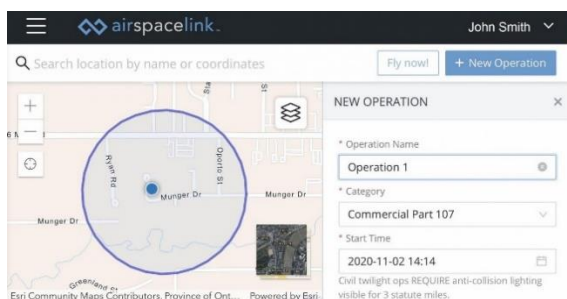 airspacelink
John Smith
Search location by name or coordinates
Fly now!
+ New Operation
NEW OPERATION
* Operation Name
Operation 1
* Category
Commercial Part 107
* Start Time
2020-11-02 14:14
Civil twilight ops REQUIRE anti-collision lighting
visible for 3 statute miles.
Ryan Rd
Oporto St
Munger Dr
Munger Dr
Munger Dr
Greenland
Esri Community Maps Contributors, Province of Ont... Powered by Esri